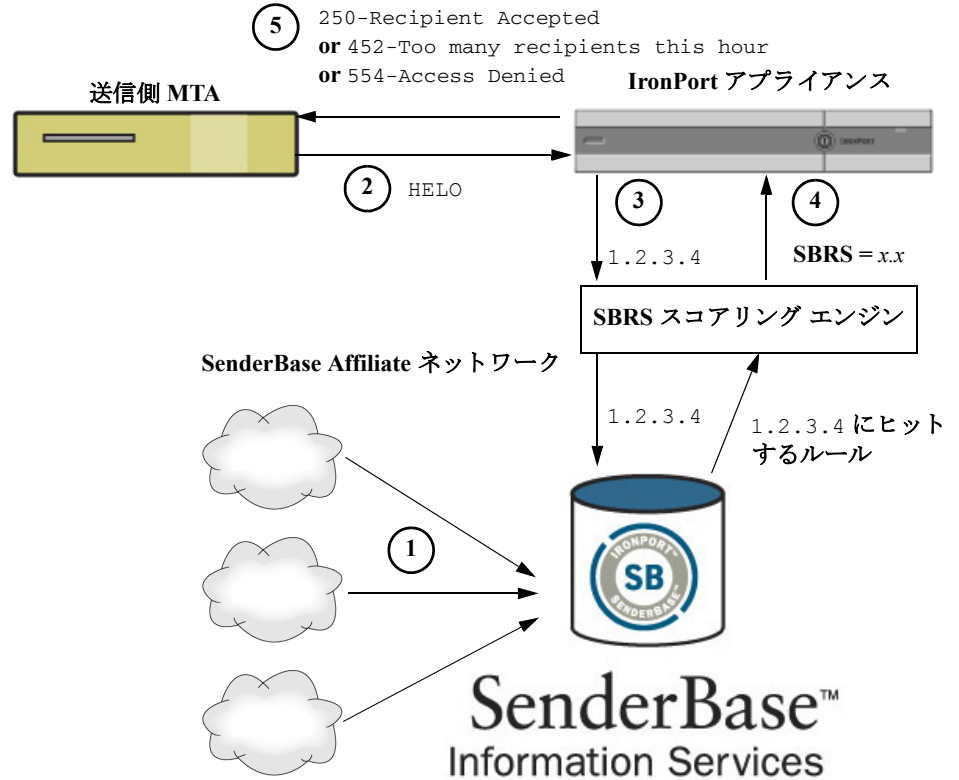 5
250-Recipient Accepted
or 452-Too many recipients this hour
or 554-Access Denied
送信側 MTA
IronPort アプライアンス
IRONPORT
2
HELO
3
4
1.2.3.4
SBRS = x.x
SBRS スコアリング エンジン
SenderBase Affiliate ネットワーク
1.2.3.4
1.2.3.4 にヒット
するルール
1
IRONPORT™
SB
SENDERBASE™
SenderBase™
Information Services